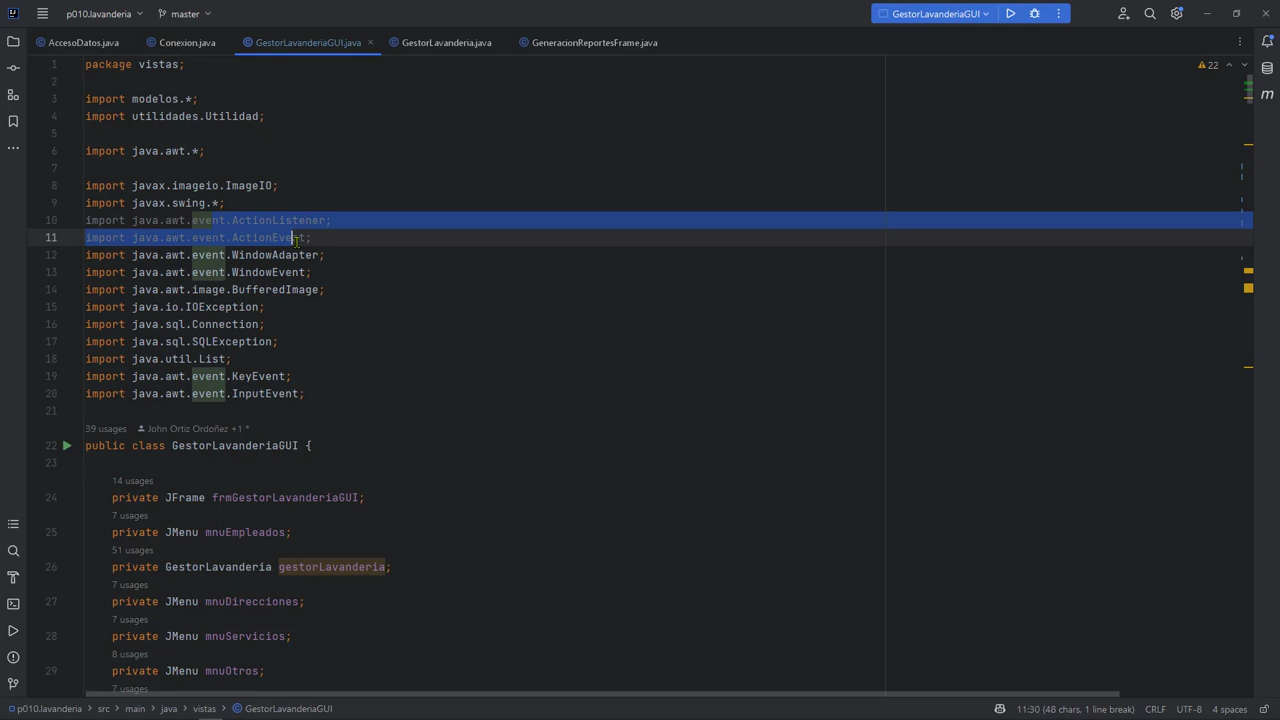 p010.lavanderia master GestorLavanderiaGUI
AccesoDatos.java Conexion.java GestorLavanderiaGUI.java GestorLavanderia.java GeneracionReportesFrame.java
1 package vistas; 22
2
3 import modelos.*;
4 import utilidades.Utilidad;
5
6 import java.awt.*;
7
8 import javax.imageio.ImageIO;
9 import javax.swing.*;
10 import java.awt.event.ActionListener;
11 import java.awt.event.ActionEvent;
12 import java.awt.event.WindowAdapter;
13 import java.awt.event.WindowEvent;
14 import java.awt.image.BufferedImage;
15 import java.io.IOException;
16 import java.sql.Connection;
17 import java.sql.SQLException;
18 import java.util.List;
19 import java.awt.event.KeyEvent;
20 import java.awt.event.InputEvent;
21
39 usages John Ortiz Ordoñez +1 *
22 public class GestorLavanderiaGUI {
23
14 usages
24 private JFrame frmGestorLavanderiaGUI;
7 usages
25 private JMenu mnuEmpleados;
51 usages
26 private GestorLavanderia gestorLavanderia;
7 usages
27 private JMenu mnuDirecciones;
7 usages
28 private JMenu mnuServicios;
8 usages
29 private JMenu mnuOtros;
7 usages
p010.lavanderia > src > main > java > vistas > GestorLavanderiaGUI 11:30 (48 chars, 1 line break) CRLF UTF-8 4 spaces